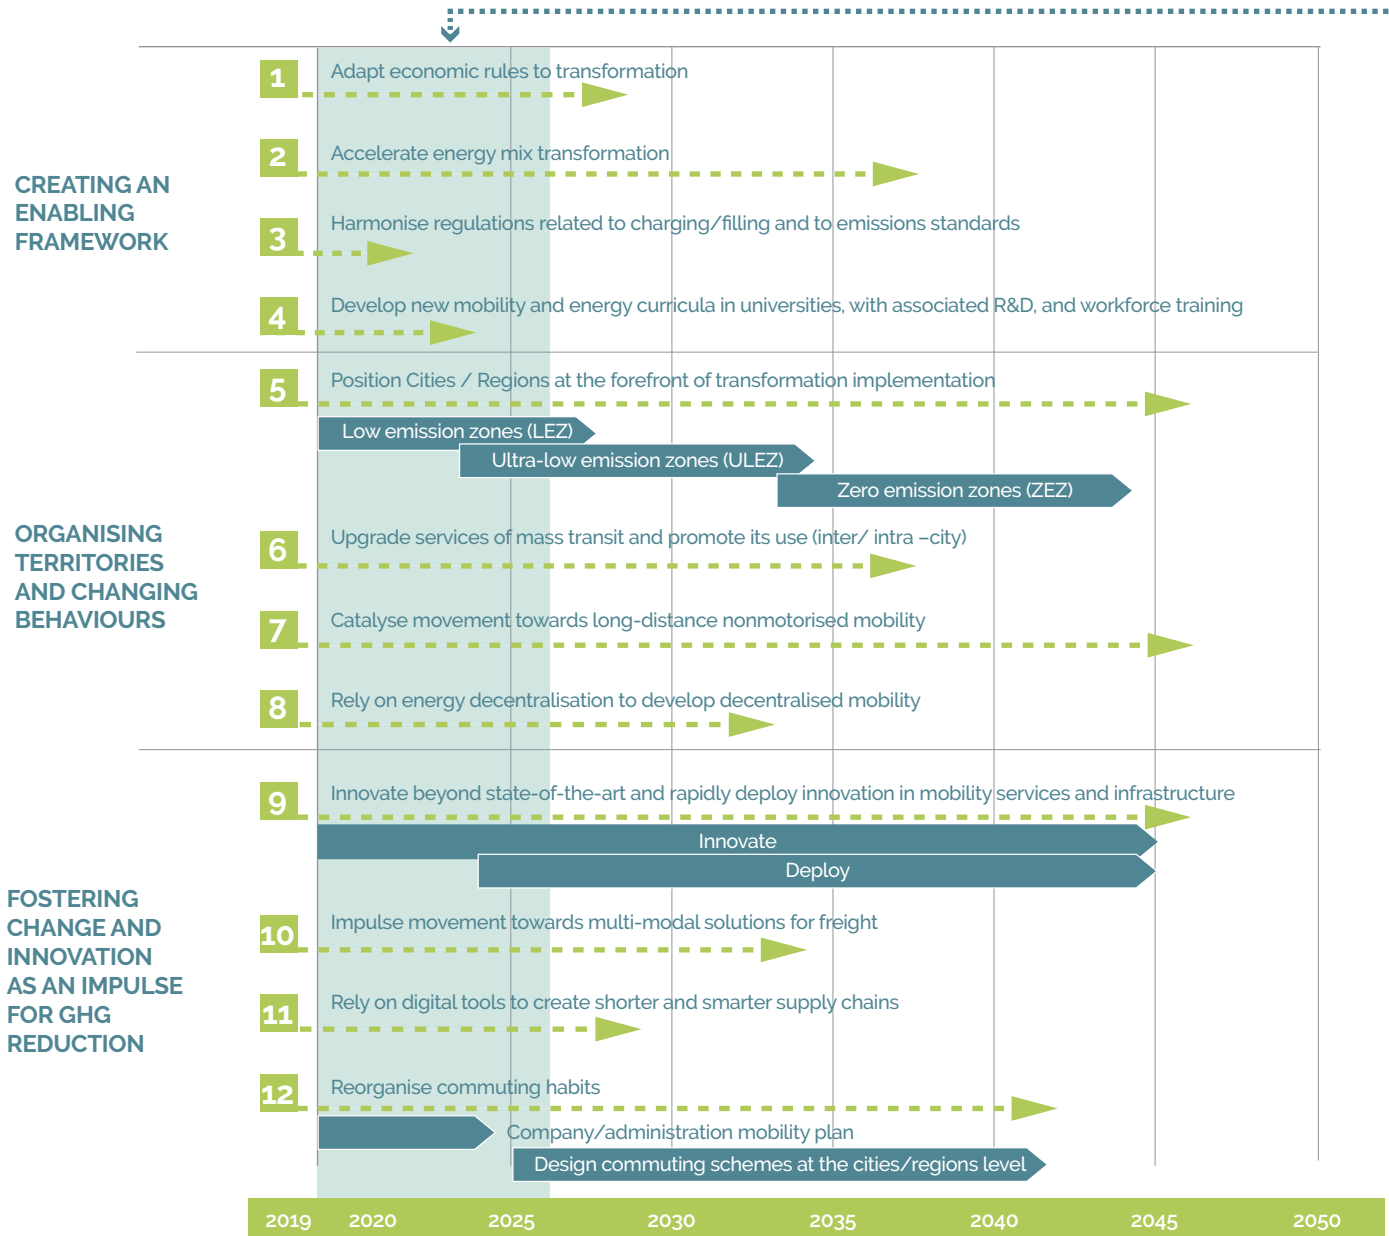 CREATING AN
ENABLING
FRAMEWORK
1
Adapt economic rules to transformation
2
Accelerate energy mix transformation
3
Harmonise regulations related to charging/filling and to emissions standards
4
Develop new mobility and energy curricula in universities, with associated R&D, and workforce training
ORGANISING
TERRITORIES
AND CHANGING
BEHAVIOURS
5
Position Cities / Regions at the forefront of transformation implementation
Low emission zones (LEZ)
Ultra-low emission zones (ULEZ)
Zero emission zones (ZEZ)
6
Upgrade services of mass transit and promote its use (inter/ intra –city)
7
Catalyse movement towards long-distance nonmotorised mobility
8
Rely on energy decentralisation to develop decentralised mobility
FOSTERING
CHANGE AND
INNOVATION
AS AN IMPULSE
FOR GHG
REDUCTION
9
Innovate beyond state-of-the-art and rapidly deploy innovation in mobility services and infrastructure
Innovate
Deploy
10
Impulse movement towards multi-modal solutions for freight
11
Rely on digital tools to create shorter and smarter supply chains
12
Reorganise commuting habits
Company/administration mobility plan
Design commuting schemes at the cities/regions level
2019 2020 2025 2030 2035 2040 2045 2050